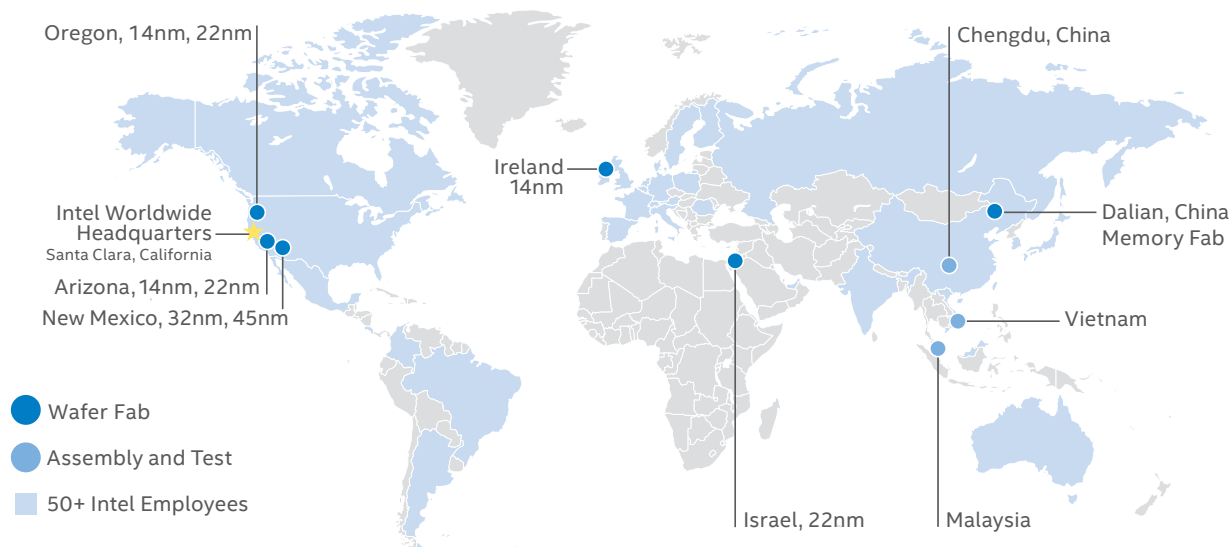 Oregon, 14nm, 22nm
Chengdu, China
Ireland
14nm
Intel Worldwide
Headquarters
Santa Clara, California
Dalian, China
Memory Fab
Arizona, 14nm, 22nm
New Mexico, 32nm, 45nm
Vietnam
Wafer Fab
Assembly and Test
50+ Intel Employees
Israel, 22nm
Malaysia